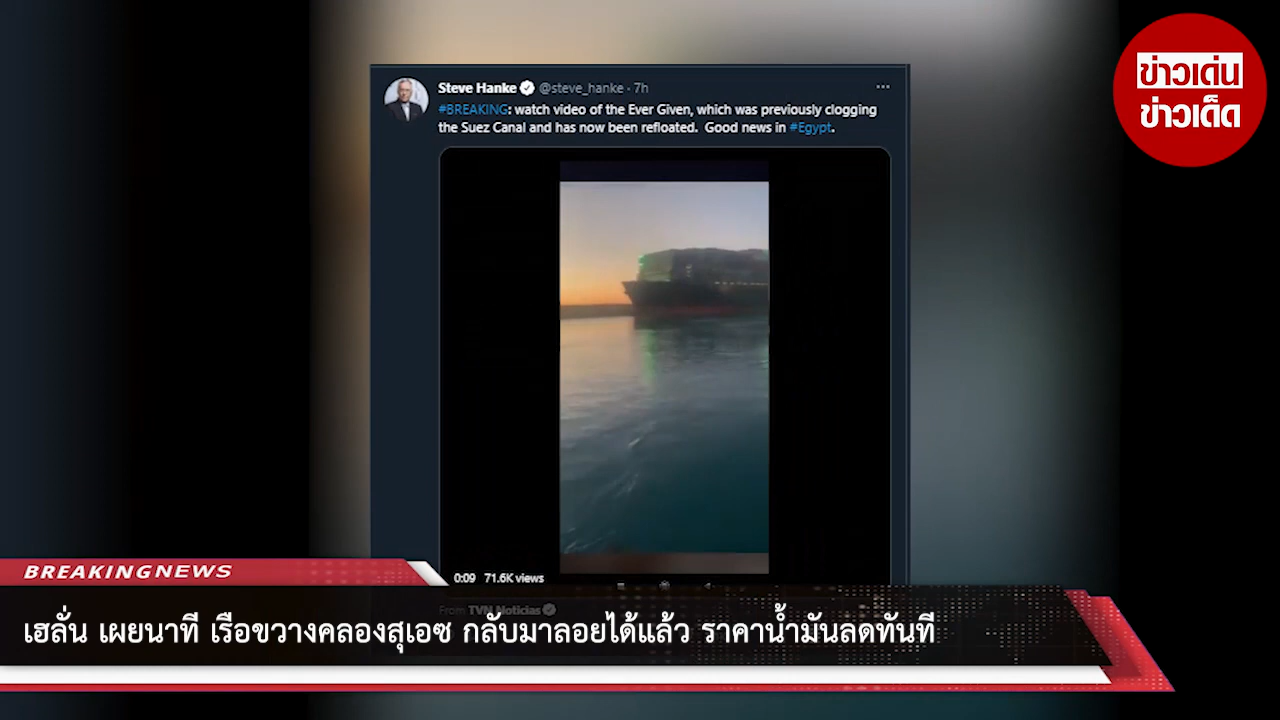 ข่าวเด่น
ข่าวเด็ด
Steve Hanke @steve_hanke · 7h
#BREAKING: watch video of the Ever Given, which was previously clogging
the Suez Canal and has now been refloated. Good news in #Egypt.
0:09 71.6K views
From TVN Noticias
BREAKING NEWS
เฮลั่น เผยนาที เรือขวางคลองสุเอซ กลับมาลอยได้แล้ว ราคาน้ำมันลดทันที